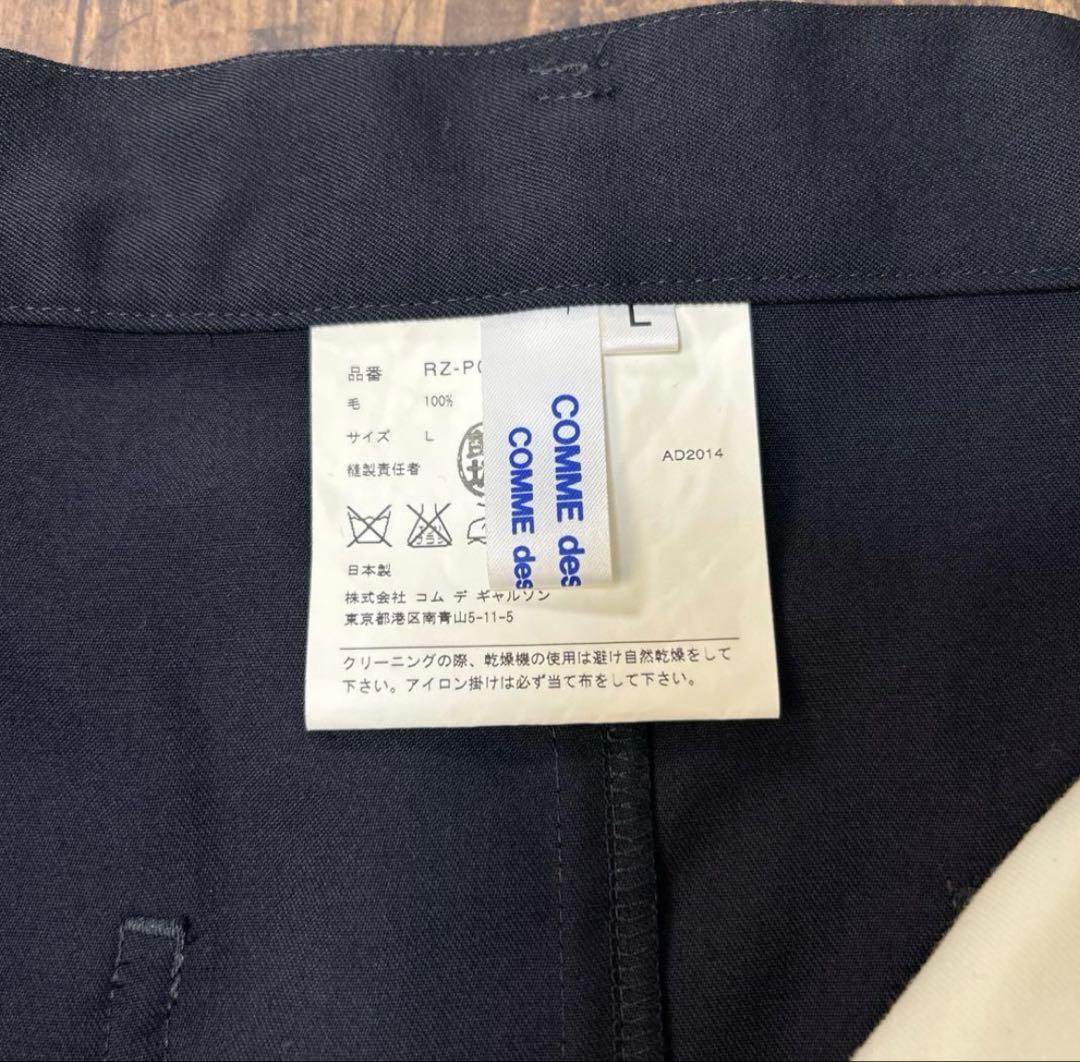 L
品番 RZ-P
毛 100%
サイズ L
縫製責任者
AD2014
COMME des
COMME des
日本製
株式会社 コム デ ギャルソン
東京都港区南青山5-11-5
クリーニングの際、乾燥機の使用は避け自然乾燥をして
下さい。アイロン掛けは必ず当て布をして下さい。